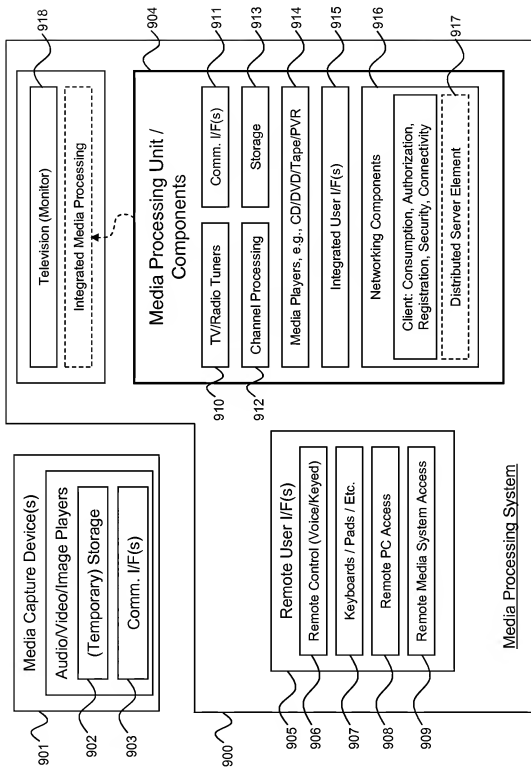 901
Media Capture Device(s)
Audio/Video/Image Players
902
(Temporary) Storage
903
Comm. I/F(s)
918
Television (Monitor)
Integrated Media Processing
900
904
Media Processing Unit /
Components
910
TV/Radio Tuners
911
Comm. I/F(s)
912
Channel Processing
913
Storage
914
Media Players, e.g., CD/DVD/Tape/PVR
915
Integrated User I/F(s)
916
Networking Components
Client: Consumption, Authorization,
Registration, Security, Connectivity
917
Distributed Server Element
905
Remote User I/F(s)
906
Remote Control (Voice/Keyed)
907
Keyboards / Pads / Etc.
908
Remote PC Access
909
Remote Media System Access
Media Processing System